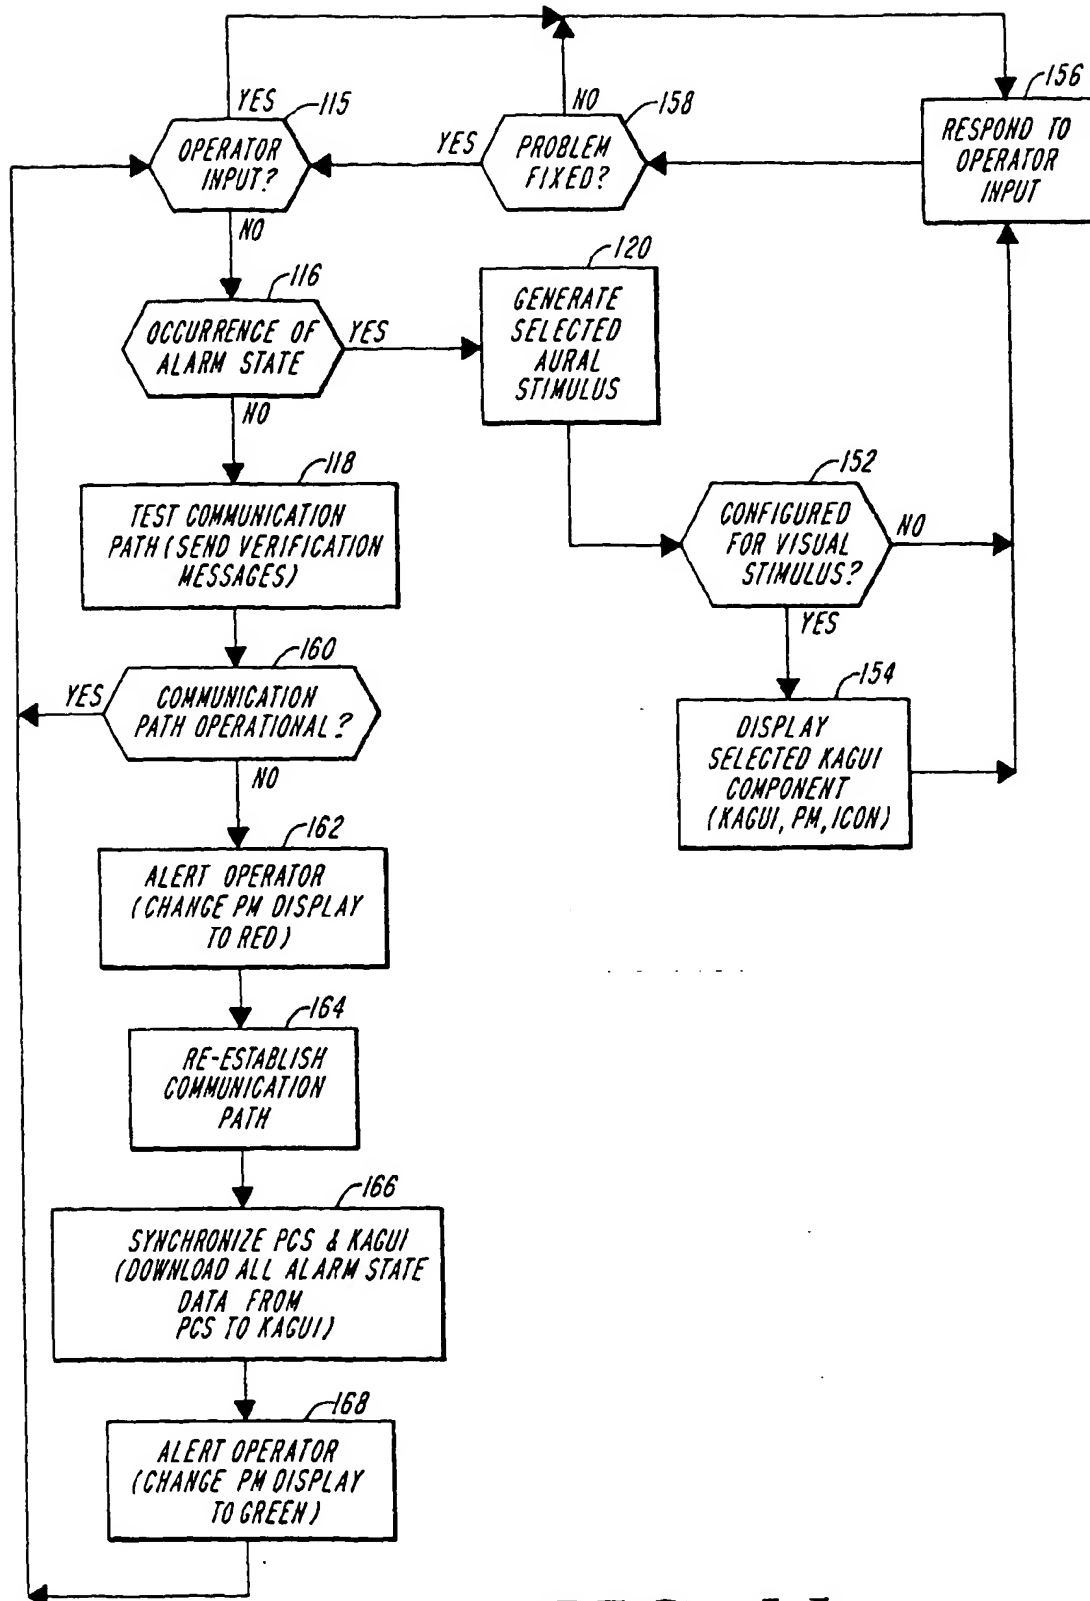 YES
115
OPERATOR
INPUT?
NO
YES
NO
158
PROBLEM
FIXED?
156
RESPOND TO
OPERATOR
INPUT
116
OCCURRENCE OF
ALARM STATE
YES
NO
120
GENERATE
SELECTED
AURAL
STIMULUS
118
TEST COMMUNICATION
PATH (SEND VERIFICATION
MESSAGES)
152
CONFIGURED
FOR VISUAL
STIMULUS?
NO
YES
160
COMMUNICATION
PATH OPERATIONAL?
YES
NO
154
DISPLAY
SELECTED KAGUI
COMPONENT
(KAGUI, PM, ICON)
162
ALERT OPERATOR
(CHANGE PM DISPLAY
TO RED)
164
RE-ESTABLISH
COMMUNICATION
PATH
166
SYNCHRONIZE PCS & KAGUI
(DOWNLOAD ALL ALARM STATE
DATA FROM
PCS TO KAGUI)
168
ALERT OPERATOR
(CHANGE PM DISPLAY
TO GREEN)